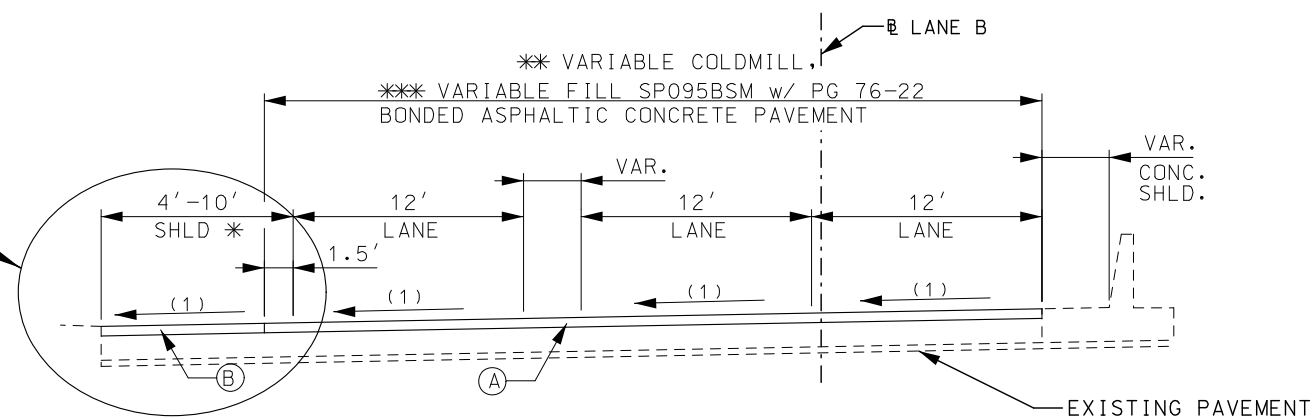 ℄ LANE B
** VARIABLE COLDMILL,
*** VARIABLE FILL SP095BSM w/ PG 76-22
BONDED ASPHALTIC CONCRETE PAVEMENT
VAR.
CONC.
SHLD.
VAR.
4'-10'
SHLD *
12'
LANE
12'
LANE
12'
LANE
1.5'
(1)
(1)
(1)
(1)
B
A
EXISTING PAVEMENT